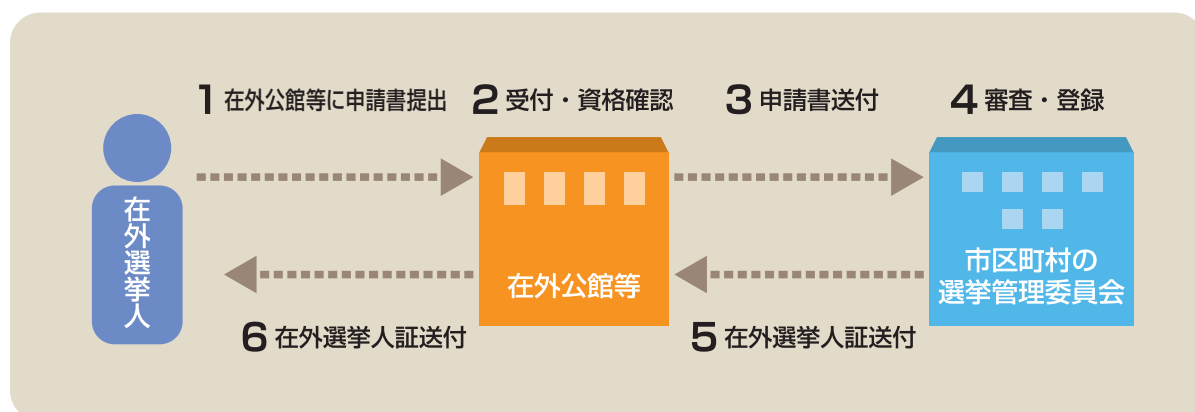 1 在外公館等に申請書提出
2 受付・資格確認
3 申請書送付
4 審査・登録
在外選挙人
在外公館等
市区町村の
選挙管理委員会
6 在外選挙人証送付
5 在外選挙人証送付